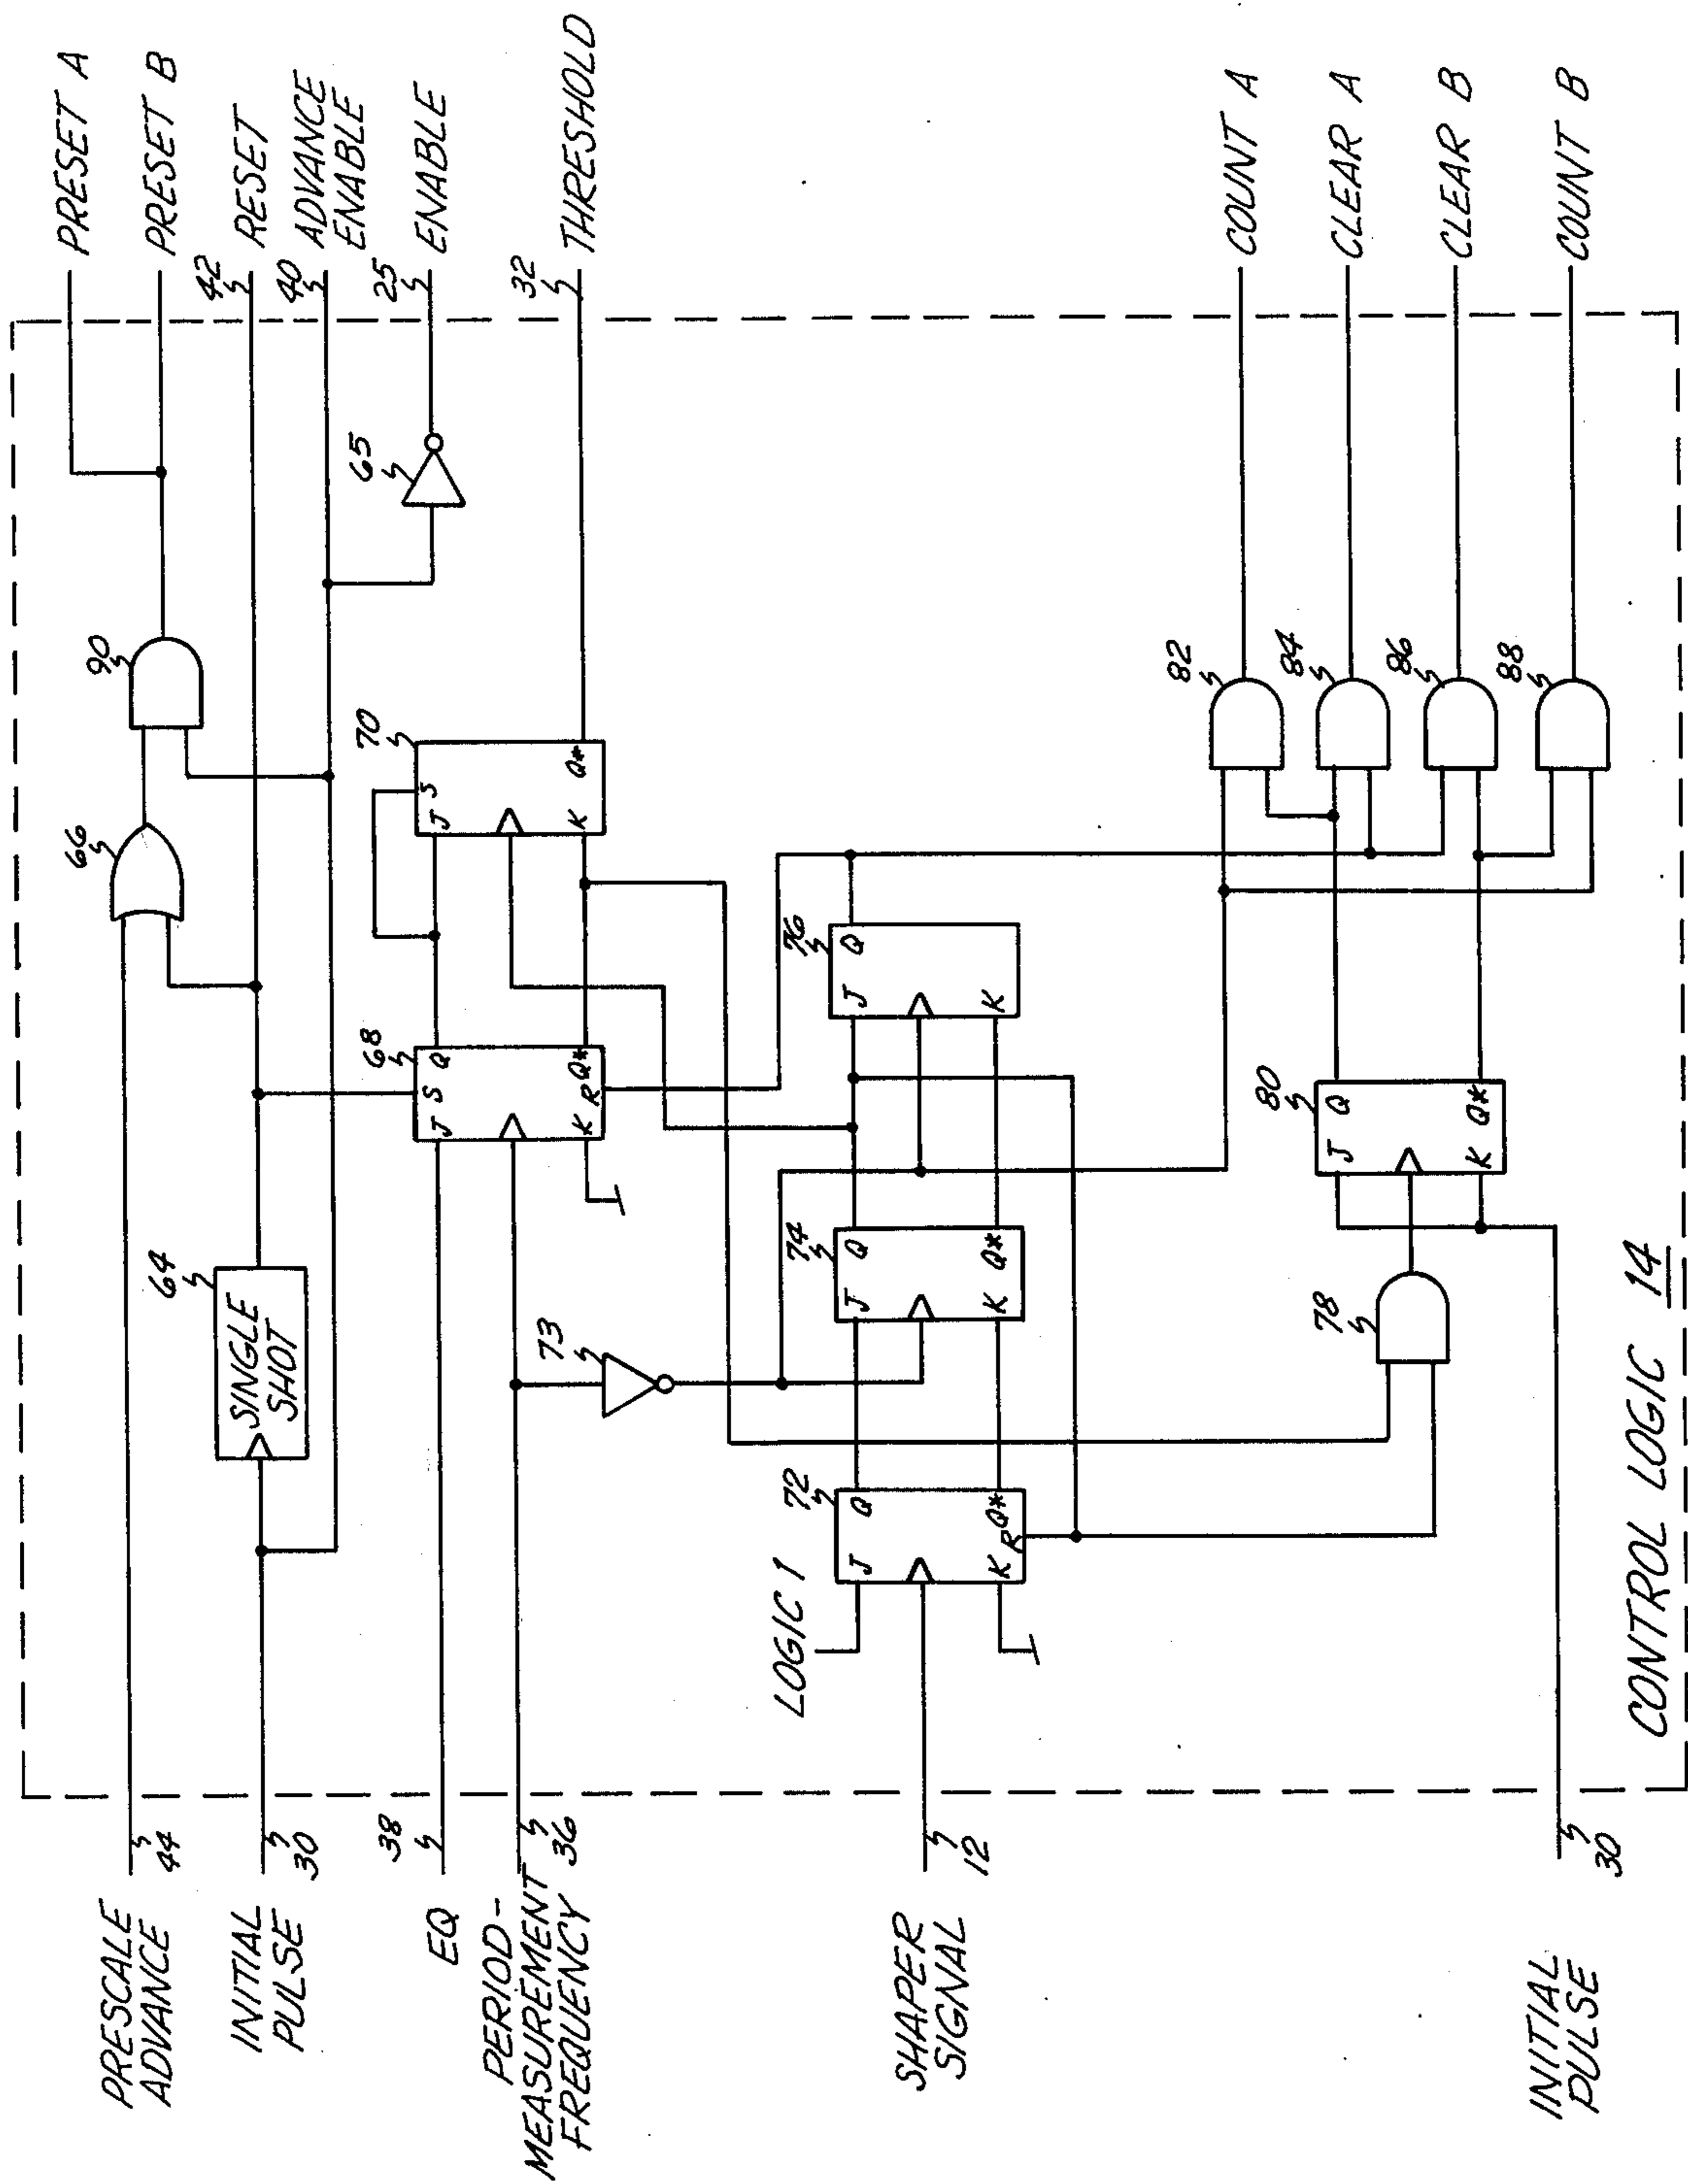 PRESCALE
ADVANCE
44
INITIAL
PULSE
30
EQ
38
PERIOD-
MEASUREMENT
FREQUENCY
36
SHAPER
SIGNAL
12
INITIAL
PULSE
30
PRESET A
PRESET B
42
RESET
40
ADVANCE
ENABLE
25
ENABLE
32
THRESHOLD
COUNT A
CLEAR A
CLEAR B
COUNT B
64
SINGLE
SHOT
66
90
65
68
J
S
Q
K
R
Q*
70
J
S
K
Q*
73
LOGIC 1
72
J
Q
K
R
Q*
74
J
Q
K
Q*
76
J
Q
K
78
80
J
Q
K
Q*
82
84
86
88
CONTROL LOGIC 14